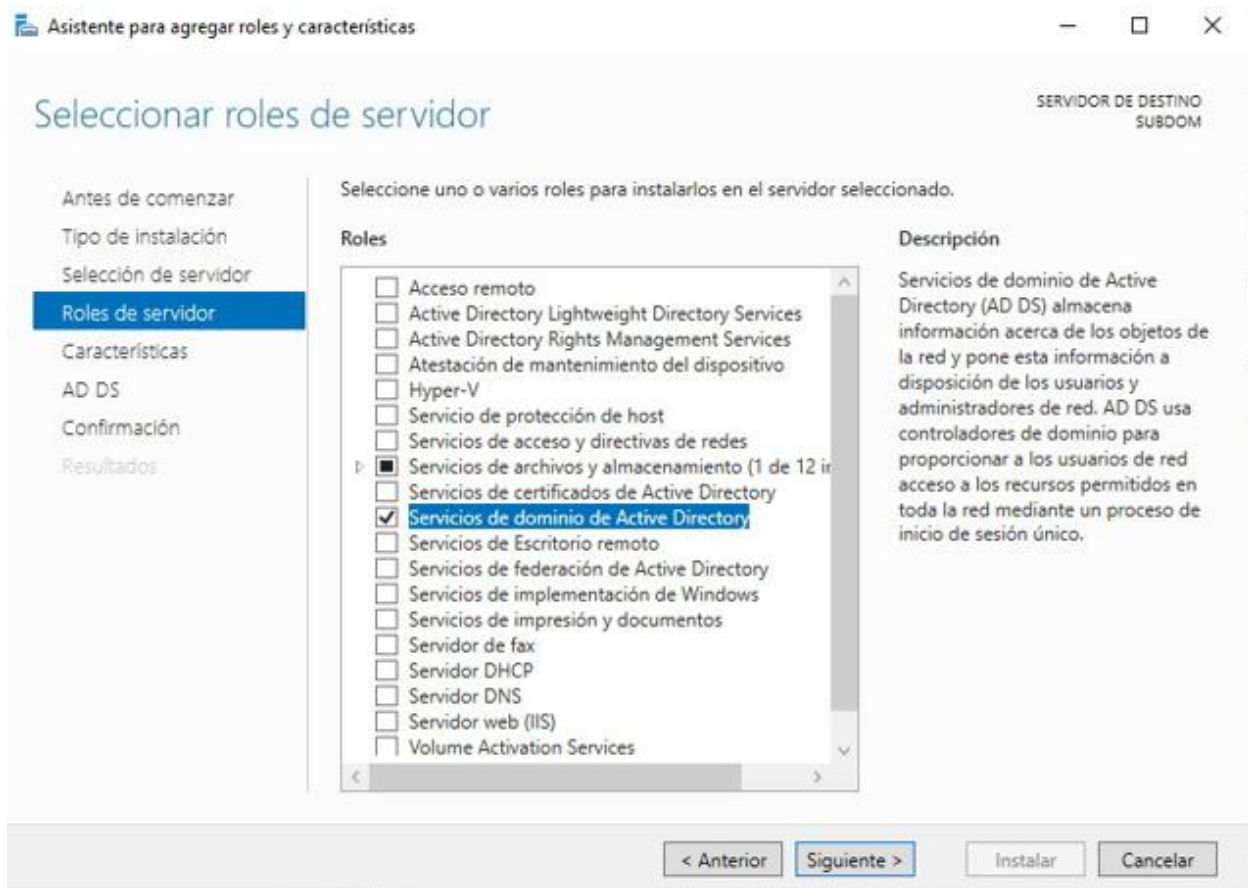 Asistente para agregar roles y características
Seleccionar roles de servidor
SERVIDOR DE DESTINO
SUBDOM
Antes de comenzar
Tipo de instalación
Selección de servidor
Roles de servidor
Características
AD DS
Confirmación
Resultados
Seleccione uno o varios roles para instalarlos en el servidor seleccionado.
Roles
Acceso remoto
Active Directory Lightweight Directory Services
Active Directory Rights Management Services
Atestación de mantenimiento del dispositivo
Hyper-V
Servicio de protección de host
Servicios de acceso y directivas de redes
Servicios de archivos y almacenamiento (1 de 12 in
Servicios de certificados de Active Directory
Servicios de dominio de Active Directory
Servicios de Escritorio remoto
Servicios de federación de Active Directory
Servicios de implementación de Windows
Servicios de impresión y documentos
Servidor de fax
Servidor DHCP
Servidor DNS
Servidor web (IIS)
Volume Activation Services
Descripción
Servicios de dominio de Active
Directory (AD DS) almacena
información acerca de los objetos de
la red y pone esta información a
disposición de los usuarios y
administradores de red. AD DS usa
controladores de dominio para
proporcionar a los usuarios de red
acceso a los recursos permitidos en
toda la red mediante un proceso de
inicio de sesión único.
< Anterior
Siguiente >
Instalar
Cancelar